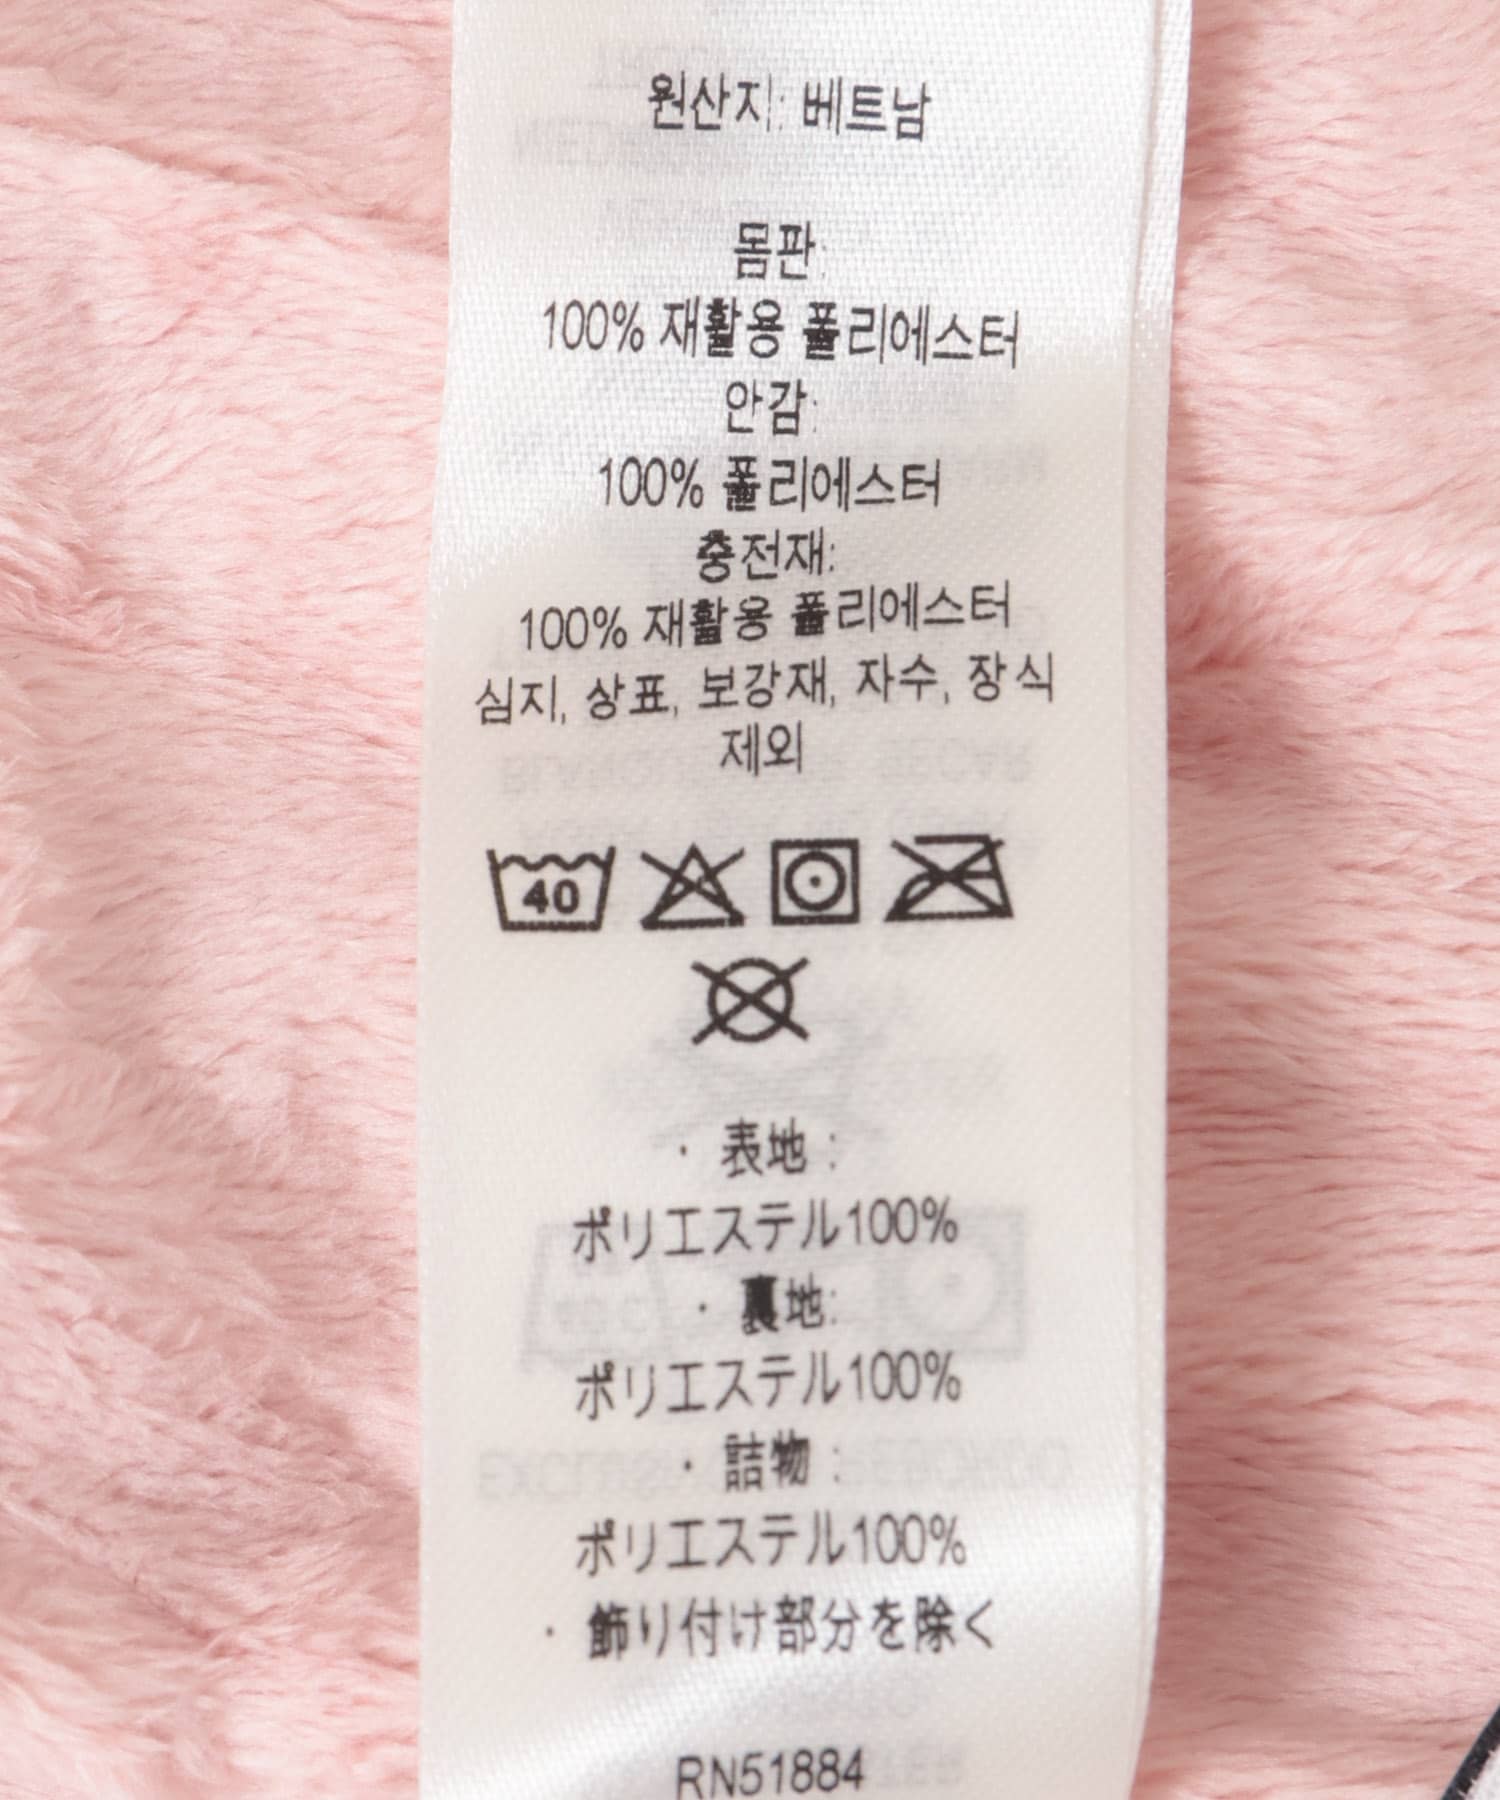 원산지: 베트남
몸판:
100% 재활용 폴리에스터
안감:
100% 폴리에스터
충전재:
100% 재활용 폴리에스터
심지, 상표, 보강재, 자수, 장식
제외
40
· 表地 :
ポリエステル100%
· 裏地:
ポリエステル100%
· 詰物 :
ポリエステル100%
· 飾り付け部分を除く
RN51884